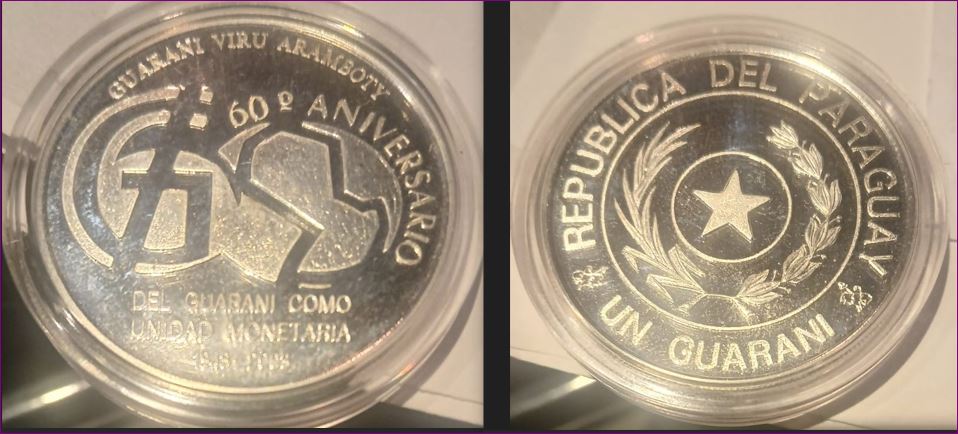 GUARANI VIRU ARAMBOTY
60º ANIVERSARIO
DEL GUARANI COMO
UNIDAD MONETARIA
REPUBLICA DEL PARAGUAY
UN GUARANI